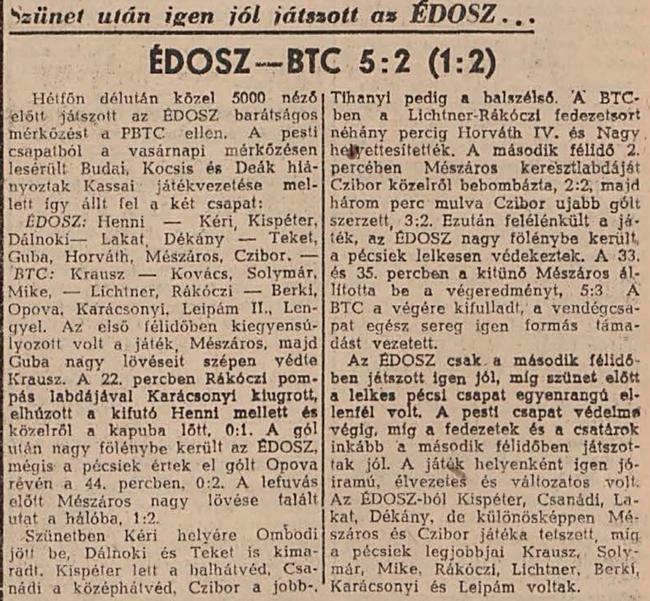 Szünet után igen jól játszott az ÉDOSZ...
ÉDOSZ—BTC 5:2 (1:2)
Hétfőn délután közel 5000 néző
előtt játszott az ÉDOSZ barátságos
mérkőzést a PBTC ellen. A pesti
csapatból a vasárnapi mérkőzésen
lesérült Budai, Kocsis és Deák hiá-
nyoztak Kassai játékvezetése mel-
lett így állt fel a két csapat:
ÉDOSZ: Henni — Kéri, Kispéter,
Dálnoki— Lakat, Dékány — Teket,
Guba, Horváth, Mészáros, Czibor. —
BTC: Krausz — Kovács, Solymár,
Mike, — Lichtner, Rákóczi — Berki,
Opova, Karácsonyi, Leipám II., Len-
gyel. Az első félidőben kiegyensú-
lyozott volt a játék, Mészáros, majd
Guba nagy lövéseit szépen védte
Krausz. A 22. percben Rákóczi pom-
pás labdájával Karácsonyi kiugrott,
elhúzott a kifutó Henni mellett és
közelről a kapuba lőtt, 0:1. A gól
után nagy fölénybe került az ÉDOSZ,
mégis a pécsiek értek el gólt Opova
révén a 44. percben, 0:2. A lefuvás
előtt Mészáros nagy lövése talált
utat a hálóba, 1:2.
Szünetben Kéri helyére Ombodi
jött be, Dálnoki és Teket is kima-
radt. Kispéter lett a balhátvéd, Csa-
nádi a középhátvéd, Czibor a jobb-,
Tihanyi pedig a balszélső. A BTC-
ben a Lichtner-Rákóczi fedezetsort
néhány percig Horváth IV. és Nagy
helyettesítették. A második félidő 2.
percében Mészáros keresztlabdáját
Czibor közelről bebombázta, 2:2, majd
három perc mulva Czibor ujabb gólt
szerzett, 3:2. Ezután felélénkült a já-
ték, az ÉDOSZ nagy fölénybe került,
a pécsiek lelkesen védekeztek. A 33.
és 35. percben a kitünő Mészáros ál-
lította be a végeredményt, 5:3 A
BTC a végére kifulladt, a vendégcsa-
pat egész sereg igen formás táma-
dást vezetett.
Az ÉDOSZ csak a második félidő-
ben játszott igen jól, míg szünet előtt
a lelkes pécsi csapat egyenrangú el-
lenfél volt. A pesti csapat védelme
végig, míg a fedezetek és a csatárok
inkább a második félidőben játszot-
tak jól. A játék helyenként igen jó-
iramú, élvezetes és változatos volt.
Az ÉDOSZ-ból Kispéter, Csanádi, La-
kat, Dékány, de különösképpen Mé-
száros és Czibor játéka tetszett, míg
a pécsiek legjobbjai Krausz, Soly-
már, Mike, Rákóczi, Lichtner, Berki,
Karácsonyi és Leipám voltak.